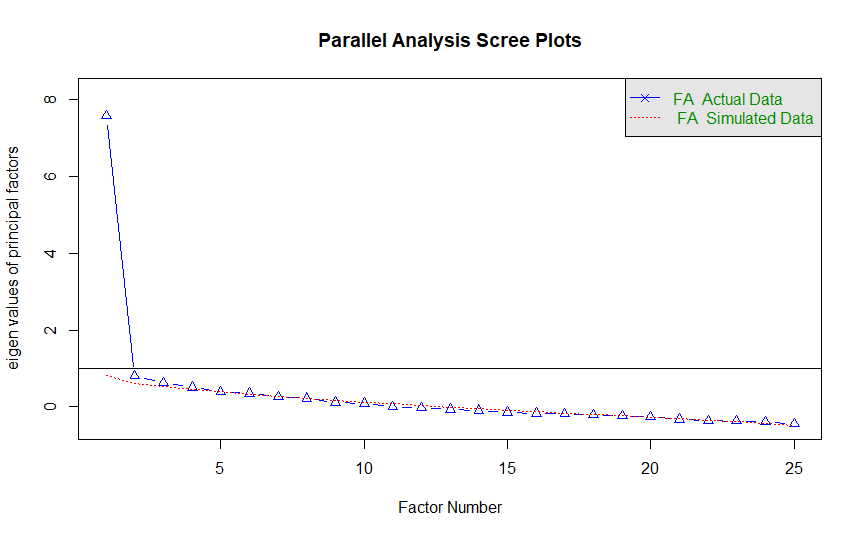 Parallel Analysis Scree Plots
FA  Actual Data
FA  Simulated Data
eigen values of principal factors
8
6
4
2
0
5
10
15
20
25
Factor Number